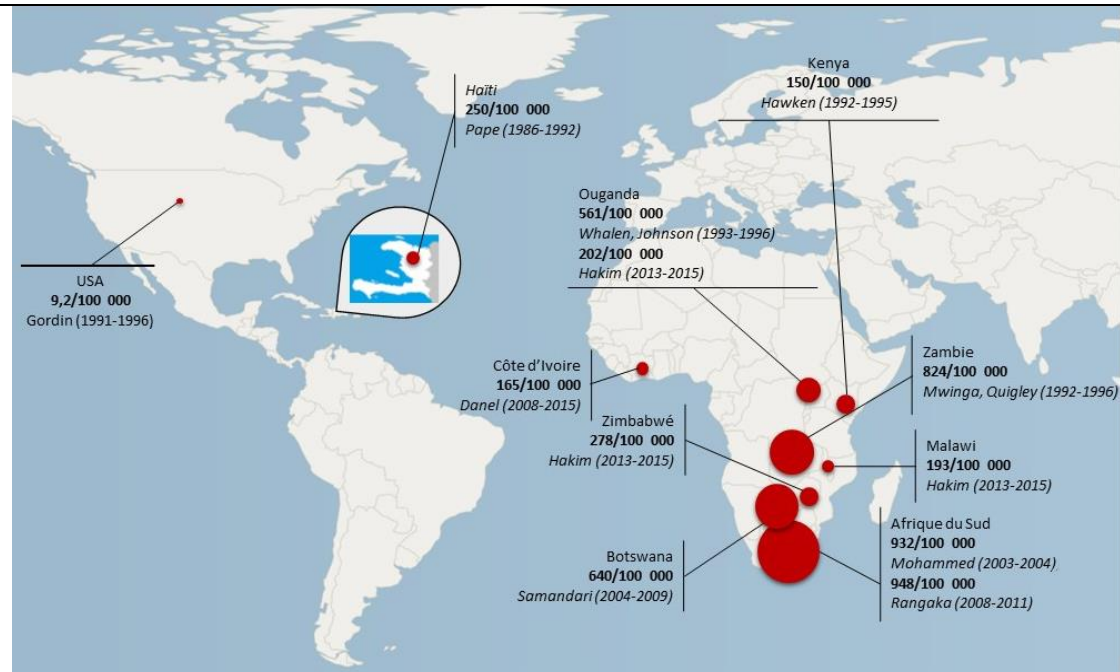 Haïti
250/100 000
Pape (1986-1992)
Kenya
150/100 000
Hawken (1992-1995)
Ouganda
561/100 000
Whalen, Johnson (1993-1996)
202/100 000
Hakim (2013-2015)
USA
9,2/100 000
Gordin (1991-1996)
Côte d'Ivoire
165/100 000
Danel (2008-2015)
Zambie
824/100 000
Mwinga, Quigley (1992-1996)
Zimbabwé
278/100 000
Hakim (2013-2015)
Malawi
193/100 000
Hakim (2013-2015)
Botswana
640/100 000
Samandari (2004-2009)
Afrique du Sud
932/100 000
Mohammed (2003-2004)
948/100 000
Rangaka (2008-2011)